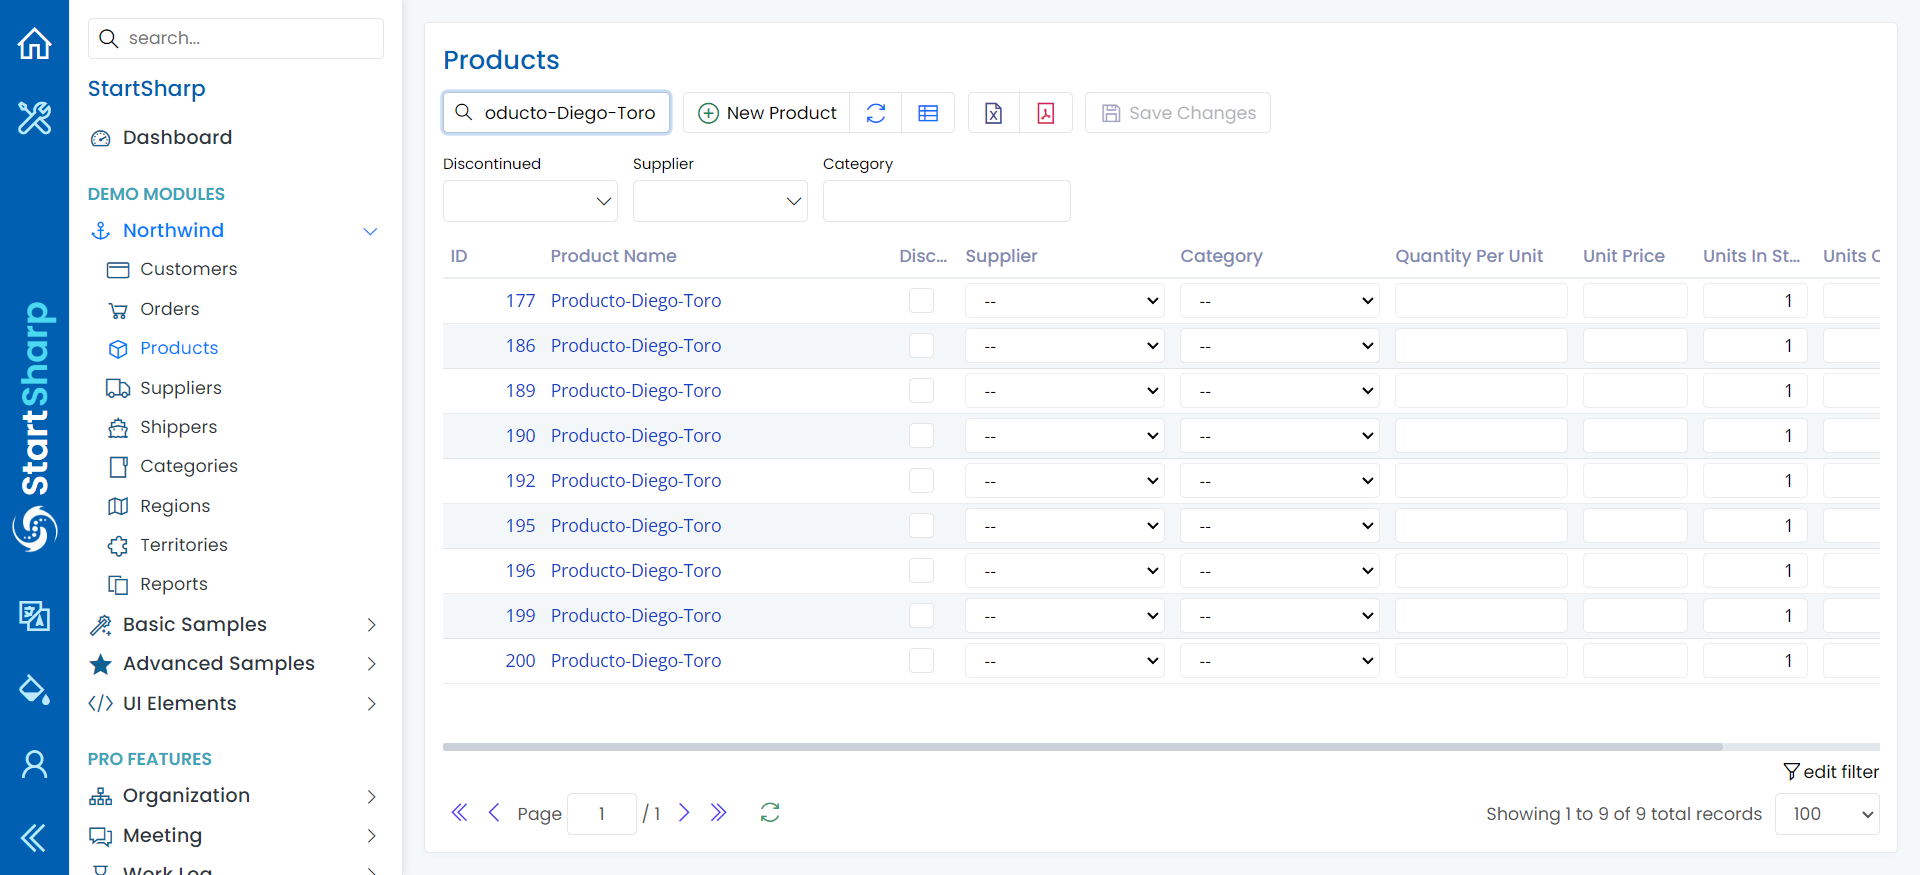 search...
StartSharp
Dashboard
DEMO MODULES
Northwind
Customers
Orders
Products
Suppliers
Shippers
Categories
Regions
Territories
Reports
Basic Samples
Advanced Samples
UI Elements
PRO FEATURES
Organization
Meeting
Work Log
StartSharp
Products
oducto-Diego-Toro
New Product
Save Changes
Discontinued Supplier Category
ID Product Name Disc... Supplier Category Quantity Per Unit Unit Price Units In St... Units O
177 Producto-Diego-Toro -- -- 1
186 Producto-Diego-Toro -- -- 1
189 Producto-Diego-Toro -- -- 1
190 Producto-Diego-Toro -- -- 1
192 Producto-Diego-Toro -- -- 1
195 Producto-Diego-Toro -- -- 1
196 Producto-Diego-Toro -- -- 1
199 Producto-Diego-Toro -- -- 1
200 Producto-Diego-Toro -- -- 1
edit filter
Page 1 / 1
Showing 1 to 9 of 9 total records 100